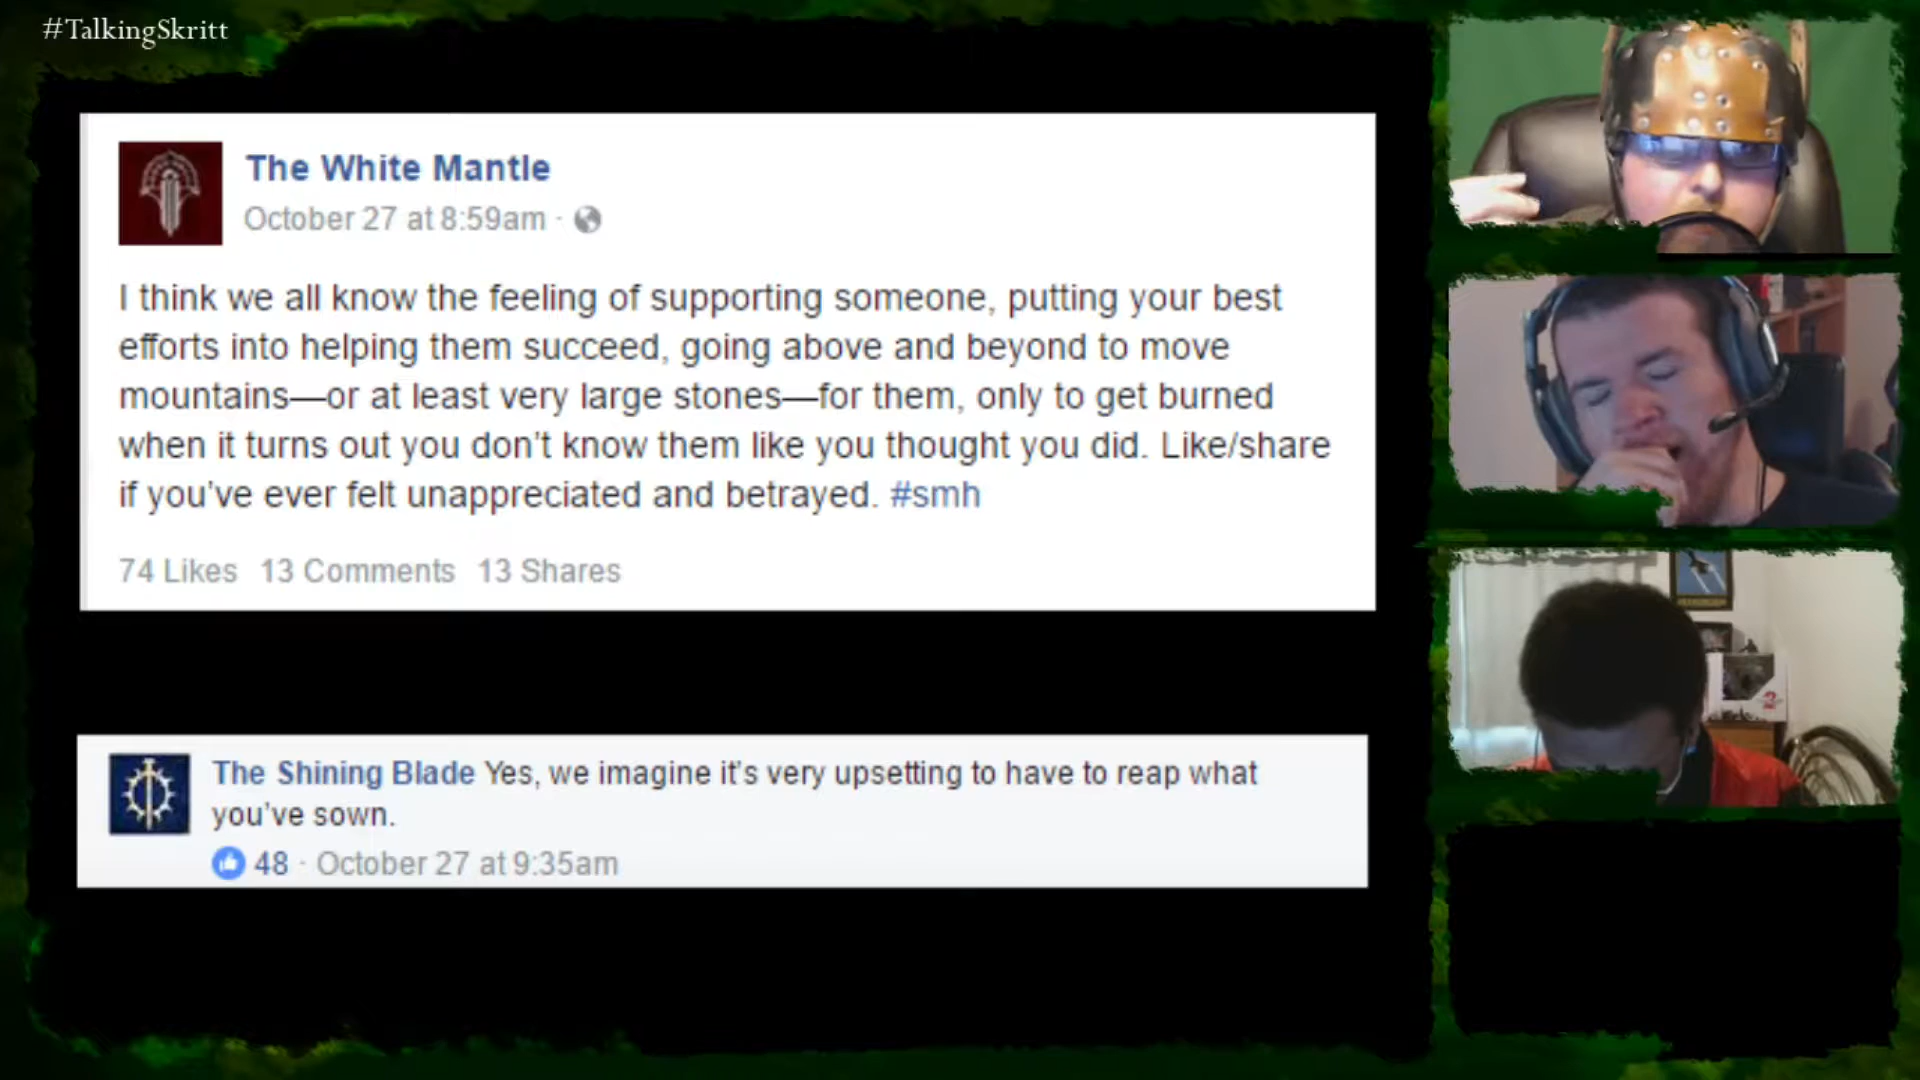 #TalkingSkritt
The White Mantle
October 27 at 8:59am ·
I think we all know the feeling of supporting someone, putting your best
efforts into helping them succeed, going above and beyond to move
mountains—or at least very large stones—for them, only to get burned
when it turns out you don't know them like you thought you did. Like/share
if you've ever felt unappreciated and betrayed. #smh
74 Likes 13 Comments 13 Shares
The Shining Blade Yes, we imagine it's very upsetting to have to reap what
you've sown.
48 · October 27 at 9:35am
2